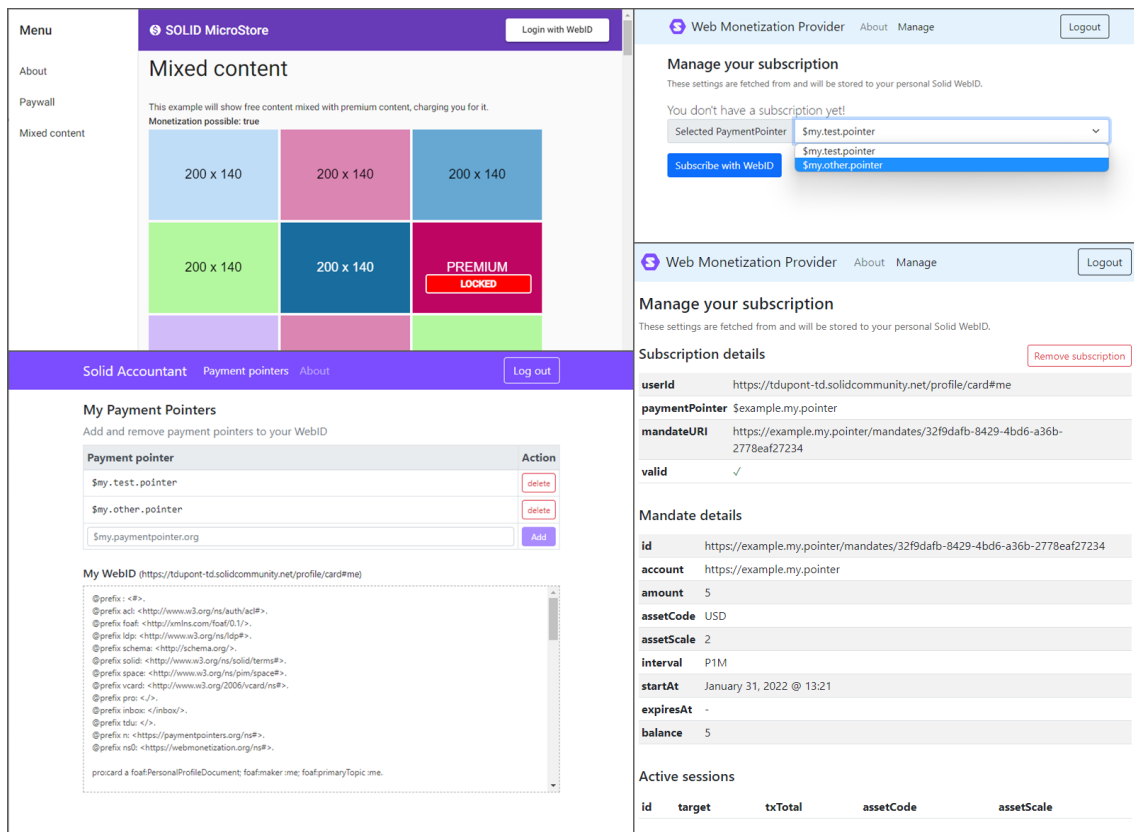 Menu
About
Paywall
Mixed content
SOLID MicroStore
Login with WebID
Mixed content
This example will show free content mixed with premium content, charging you for it.
Monetization possible: true
200 x 140
200 x 140
200 x 140
200 x 140
200 x 140
PREMIUM
LOCKED
Solid Accountant Payment pointers About Log out
My Payment Pointers
Add and remove payment pointers to your WebID
Payment pointer Action
$my.test.pointer delete
$my.other.pointer delete
$my.paymentpointer.org Add
My WebID (https://tdupont-td.solidcommunity.net/profile/card#me)
@prefix : <#>.
@prefix acl: <http://www.w3.org/ns/auth/acl#>.
@prefix foaf: <http://xmlns.com/foaf/0.1/>.
@prefix ldp: <http://www.w3.org/ns/ldp#>.
@prefix schema: <http://schema.org/>.
@prefix solid: <http://www.w3.org/ns/solid/terms#>.
@prefix space: <http://www.w3.org/ns/pim/space#>.
@prefix vcard: <http://www.w3.org/2006/vcard/ns#>.
@prefix pro: <./>.
@prefix inbox: </inbox/>.
@prefix tdu: </>.
@prefix n: <https://paymentpointers.org/ns#>.
@prefix ns0: <https://webmonetization.org/ns#>.
pro:card a foaf:PersonalProfileDocument; foaf:maker :me; foaf:primaryTopic :me.
Web Monetization Provider About Manage Logout
Manage your subscription
These settings are fetched from and will be stored to your personal Solid WebID.
You don't have a subscription yet!
Selected PaymentPointer $my.test.pointer
$my.test.pointer
$my.other.pointer
Subscribe with WebID
Web Monetization Provider About Manage Logout
Manage your subscription
These settings are fetched from and will be stored to your personal Solid WebID.
Subscription details Remove subscription
userId https://tdupont-td.solidcommunity.net/profile/card#me
paymentPointer $example.my.pointer
mandateURI https://example.my.pointer/mandates/32f9dafb-8429-4bd6-a36b-
2778eaf27234
valid ✓
Mandate details
id https://example.my.pointer/mandates/32f9dafb-8429-4bd6-a36b-2778eaf27234
account https://example.my.pointer
amount 5
assetCode USD
assetScale 2
interval P1M
startAt January 31, 2022 @ 13:21
expiresAt -
balance 5
Active sessions
id target txTotal assetCode assetScale